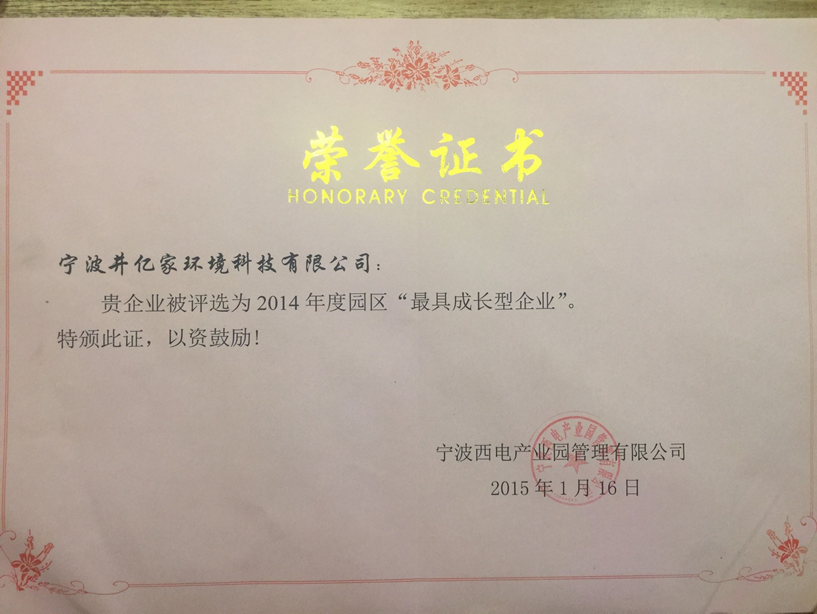 荣誉证书
HONORARY CREDENTIAL
宁波井亿家环境科技有限公司：
贵企业被评选为2014年度园区“最具成长型企业”。
特颁此证，以资鼓励！
宁波西电产业园管理有限公司
2015年1月16日